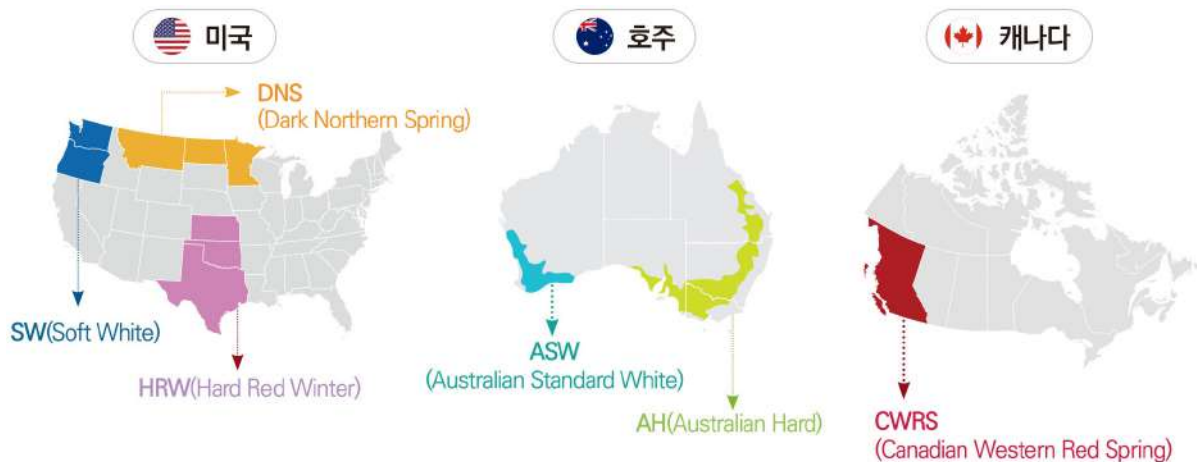 미국
호주
캐나다
DNS
(Dark Northern Spring)
SW(Soft White)
HRW(Hard Red Winter)
ASW
(Australian Standard White)
AH(Australian Hard)
CWRS
(Canadian Western Red Spring)